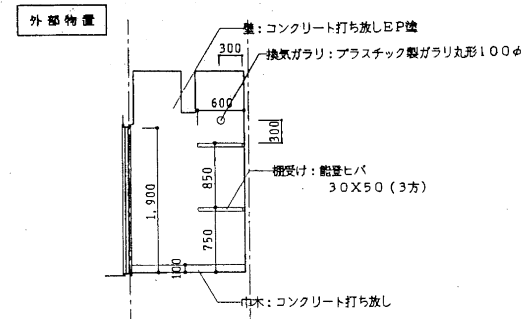 外部物置
壁：コンクリート打ち放しEP塗
300
換気ガラリ：プラスチック製ガラリ丸形100φ
600
300
棚受け：能登ヒバ
30X50（3方）
850
1,900
750
100
巾木：コンクリート打ち放し